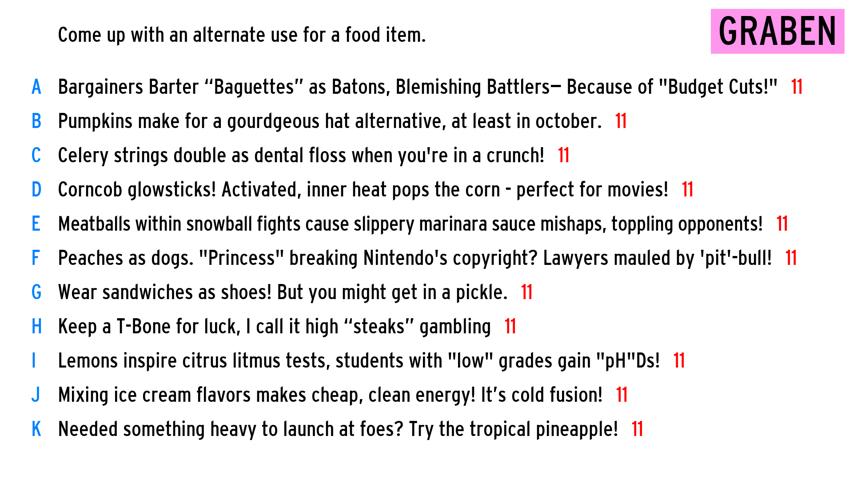 Come up with an alternate use for a food item.
GRABEN
A Bargainers Barter “Baguettes” as Batons, Blemishing Battlers— Because of "Budget Cuts!" 11
B Pumpkins make for a gourdgeous hat alternative, at least in october. 11
C Celery strings double as dental floss when you're in a crunch! 11
D Corncob glowsticks! Activated, inner heat pops the corn - perfect for movies! 11
E Meatballs within snowball fights cause slippery marinara sauce mishaps, toppling opponents! 11
F Peaches as dogs. "Princess" breaking Nintendo's copyright? Lawyers mauled by 'pit'-bull! 11
G Wear sandwiches as shoes! But you might get in a pickle. 11
H Keep a T-Bone for luck, I call it high “steaks” gambling 11
I Lemons inspire citrus litmus tests, students with "low" grades gain "pH"Ds! 11
J Mixing ice cream flavors makes cheap, clean energy! It’s cold fusion! 11
K Needed something heavy to launch at foes? Try the tropical pineapple! 11